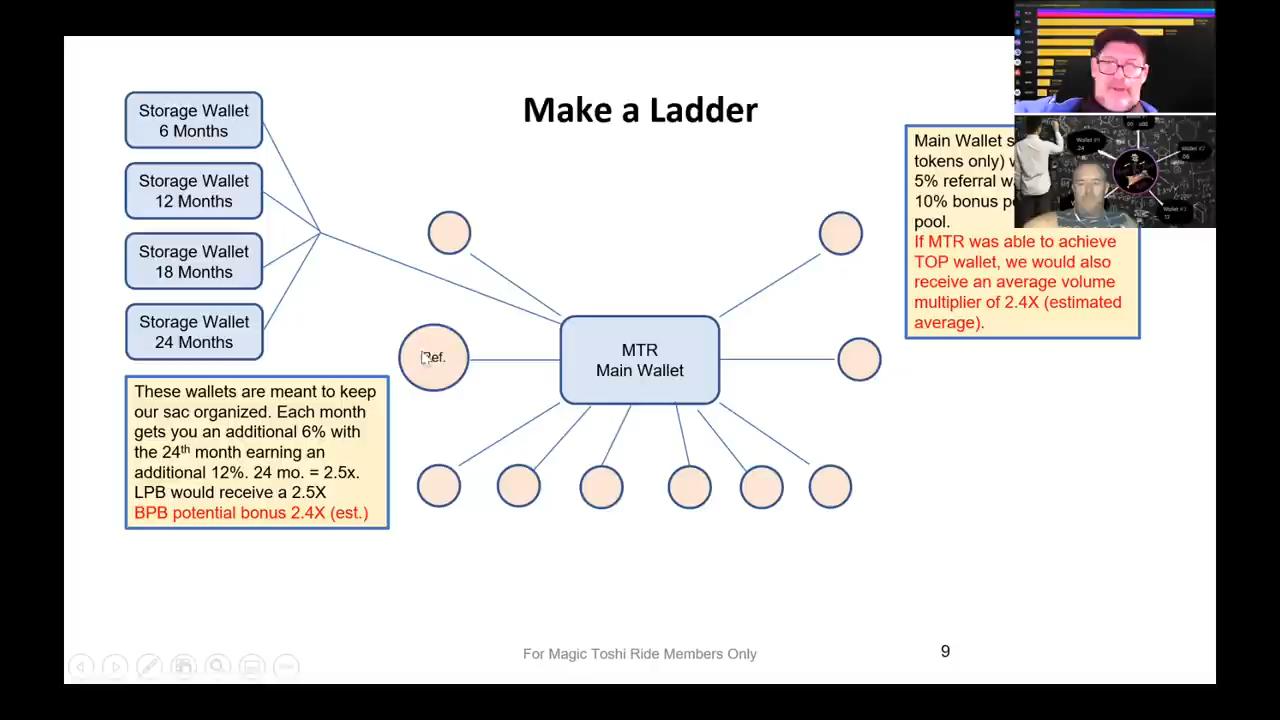 Make a Ladder
Storage Wallet
6 Months
Storage Wallet
12 Months
Storage Wallet
18 Months
Storage Wallet
24 Months
These wallets are meant to keep
our sac organized. Each month
gets you an additional 6% with
the 24th month earning an
additional 12%. 24 mo. = 2.5x.
LPB would receive a 2.5X
BPB potential bonus 2.4X (est.)
Ref.
MTR
Main Wallet
Main Wallet
tokens only)
5% referral
10% bonus
pool.
If MTR was able to achieve
TOP wallet, we would also
receive an average volume
multiplier of 2.4X (estimated
average).
For Magic Toshi Ride Members Only
9